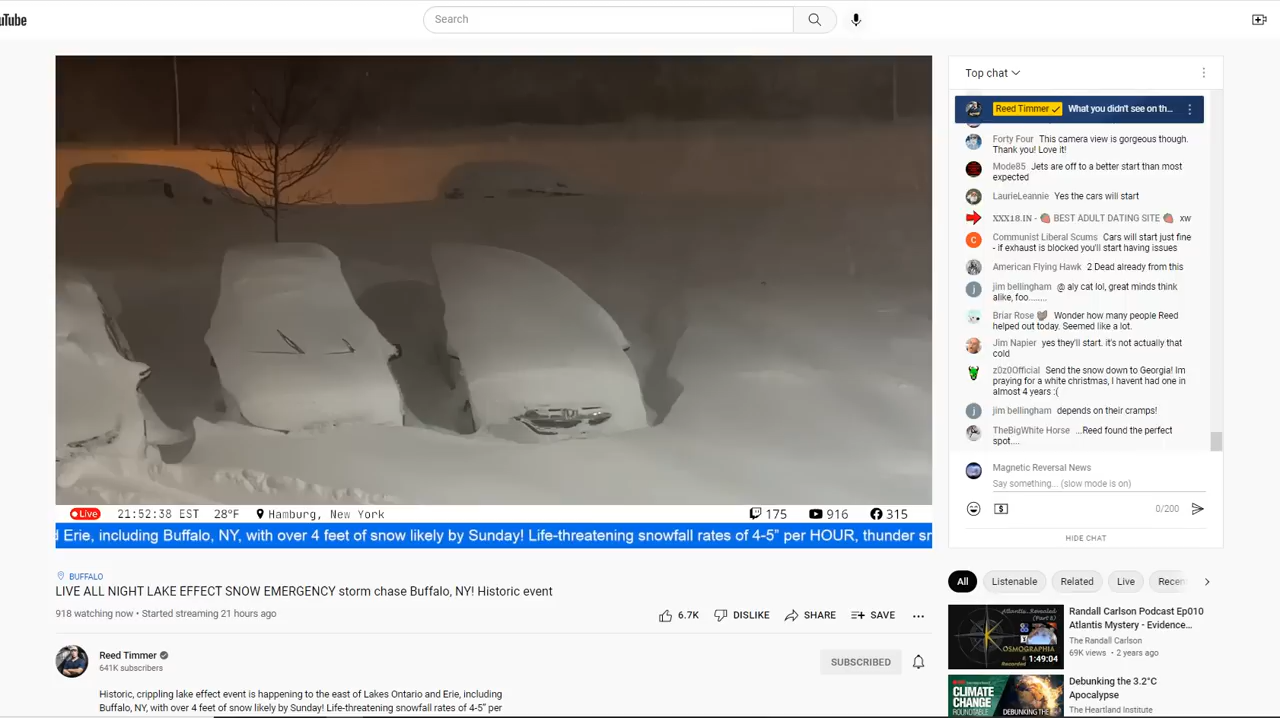 uTube
Search
Top chat
Reed Timmer What you didn't see on th...
Forty Four This camera view is gorgeous though.
Thank you! Love it!
Mode85 Jets are off to a better start than most
expected
LaurieLeannie Yes the cars will start
XXX18.IN - 🍓 BEST ADULT DATING SITE 🍓 xw
Communist Liberal Scums Cars will start just fine
- if exhaust is blocked you'll start having issues
American Flying Hawk 2 Dead already from this
jim bellingham @ aly cat lol, great minds think
alike, foo........
Briar Rose Wonder how many people Reed
helped out today. Seemed like a lot.
Jim Napier yes they'll start. it's not actually that
cold
z0z0Official Send the snow down to Georgia! Im
praying for a white christmas, I havent had one in
almost 4 years :(
jim bellingham depends on their cramps!
TheBigWhite Horse ...Reed found the perfect
spot....
Magnetic Reversal News
Say something... (slow mode is on)
0/200
HIDE CHAT
Live 21:52:38 EST 28°F Hamburg, New York 175 916 315
d Erie, including Buffalo, NY, with over 4 feet of snow likely by Sunday! Life-threatening snowfall rates of 4-5" per HOUR, thunder sn
BUFFALO
LIVE ALL NIGHT LAKE EFFECT SNOW EMERGENCY storm chase Buffalo, NY! Historic event
918 watching now • Started streaming 21 hours ago
6.7K DISLIKE SHARE SAVE
Reed Timmer
641K subscribers
SUBSCRIBED
Historic, crippling lake effect event is happening to the east of Lakes Ontario and Erie, including
Buffalo, NY, with over 4 feet of snow likely by Sunday! Life-threatening snowfall rates of 4-5" per
All Listenable Related Live Recen
Atlantis...Revealed
(Part 5)
OSMOGRAPHIA
Recorded
1:49:04
Randall Carlson Podcast Ep010
Atlantis Mystery - Evidence...
The Randall Carlson
69K views • 2 years ago
CLIMATE
CHANGE
ROUNDTABLE
DEBUNKING THE
Debunking the 3.2°C
Apocalypse
The Heartland Institute